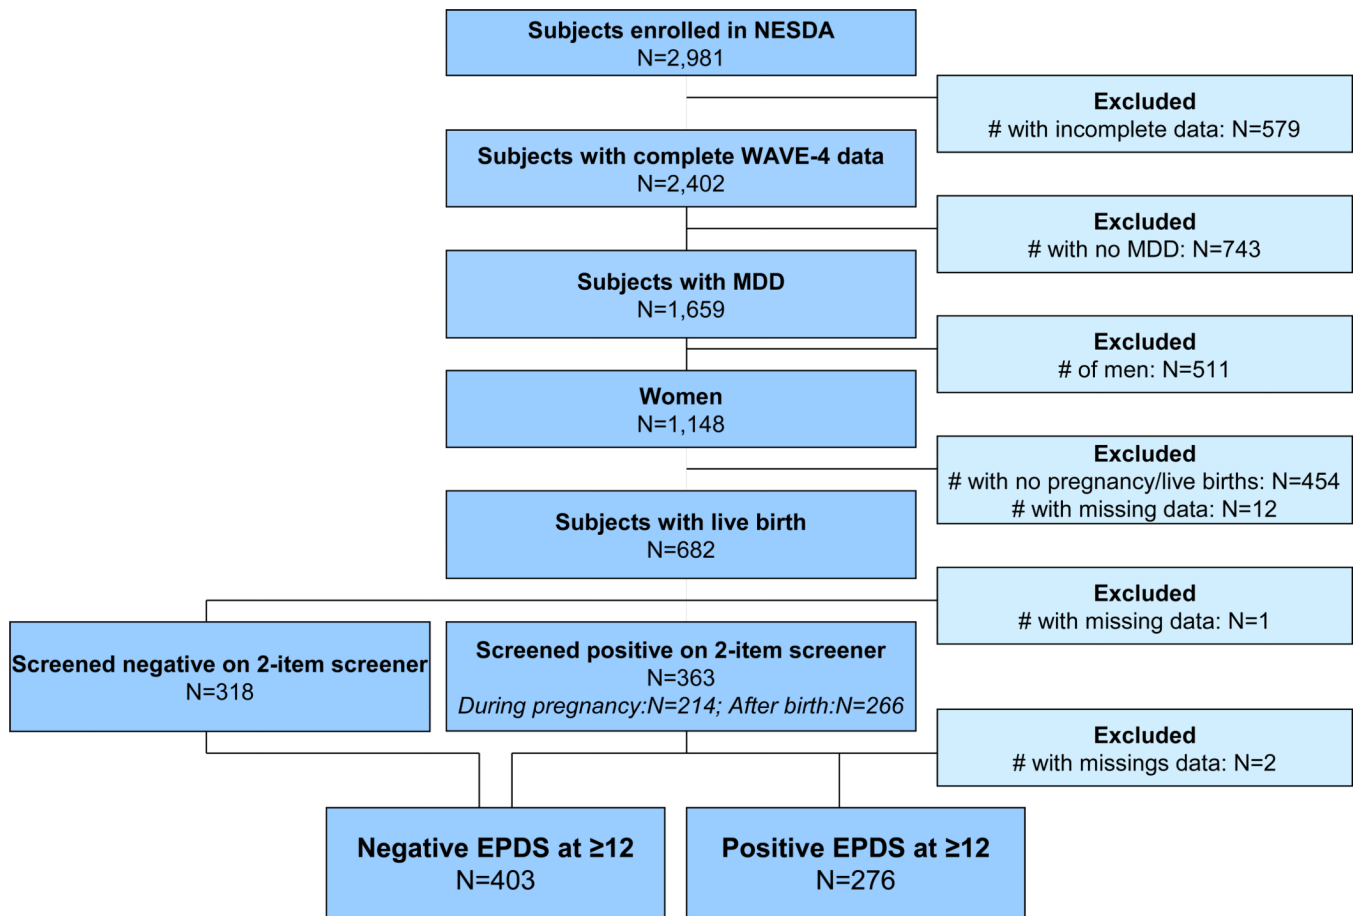 Subjects enrolled in NESDA
N=2,981
Excluded
# with incomplete data: N=579
Subjects with complete WAVE-4 data
N=2,402
Excluded
# with no MDD: N=743
Subjects with MDD
N=1,659
Excluded
# of men: N=511
Women
N=1,148
Excluded
# with no pregnancy/live births: N=454
# with missing data: N=12
Subjects with live birth
N=682
Excluded
# with missing data: N=1
Screened negative on 2-item screener
N=318
Screened positive on 2-item screener
N=363
During pregnancy:N=214; After birth:N=266
Excluded
# with missings data: N=2
Negative EPDS at ≥12
N=403
Positive EPDS at ≥12
N=276